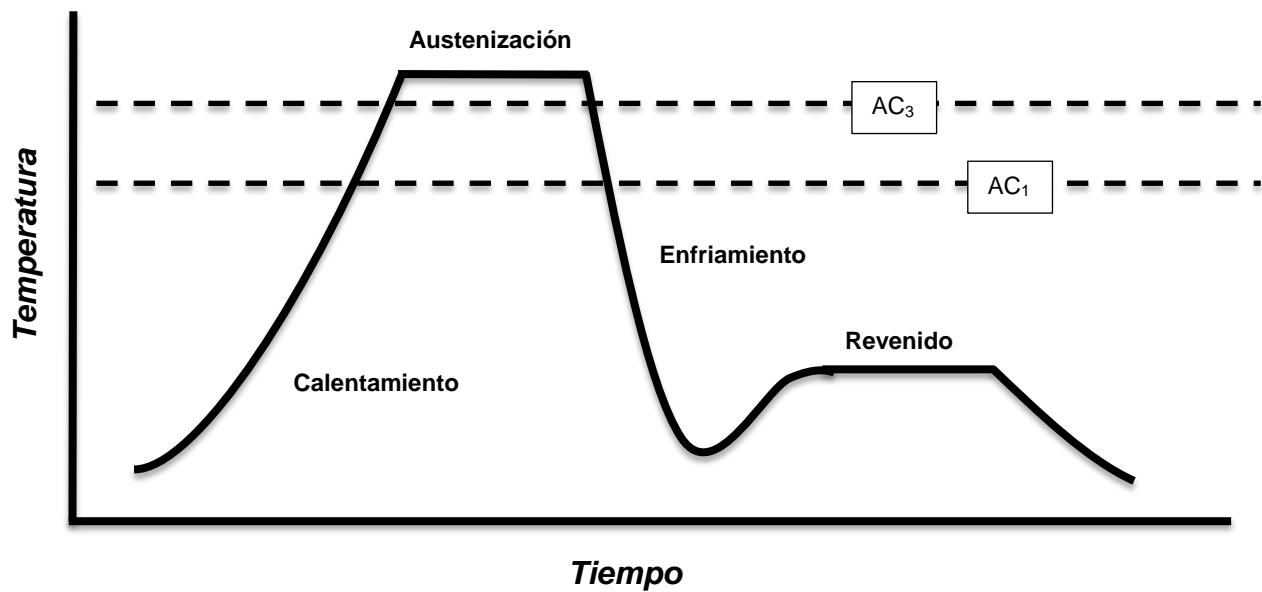 Austenización
AC₃
AC₁
Temperatura
Enfriamiento
Revenido
Calentamiento
Tiempo